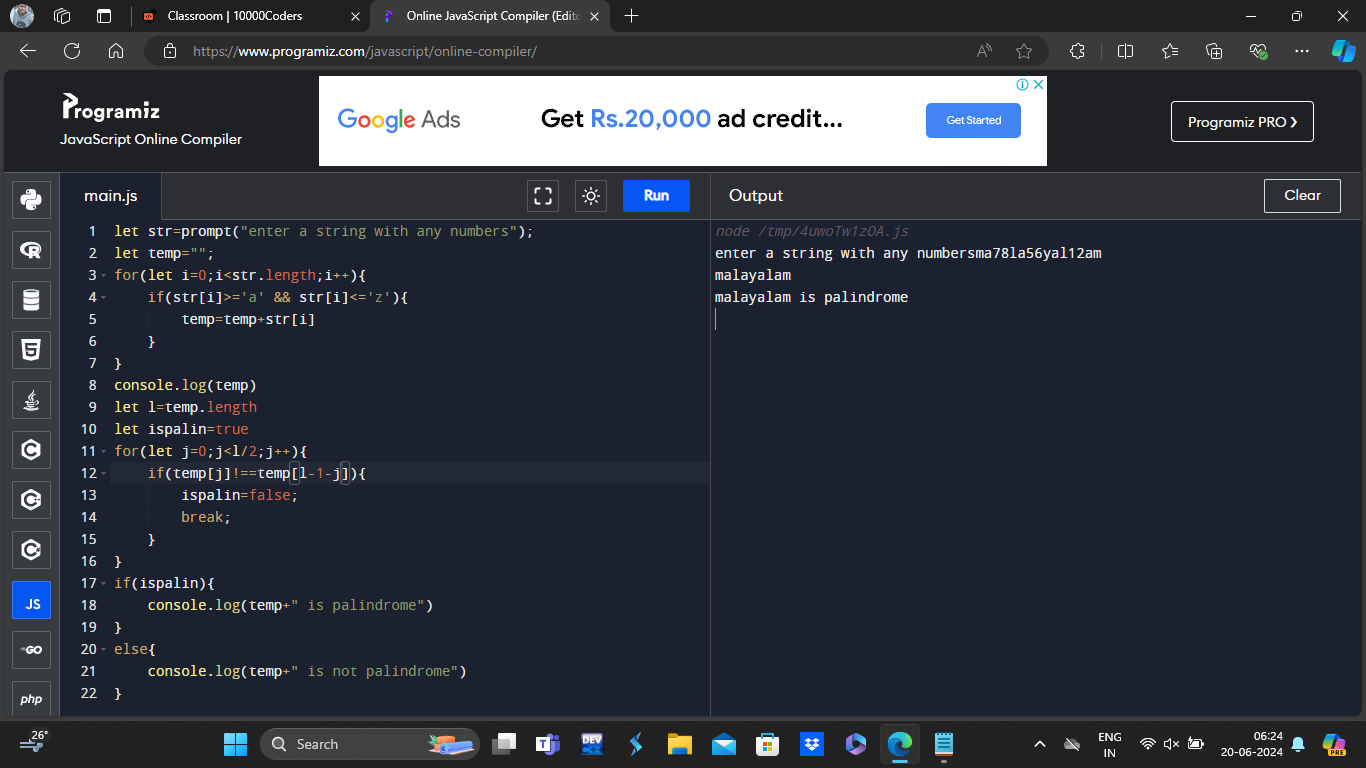 Classroom | 10000Coders
Online JavaScript Compiler (Edito
https://www.programiz.com/javascript/online-compiler/
Programiz
JavaScript Online Compiler
Google Ads
Get Rs.20,000 ad credit...
Get Started
Programiz PRO ❯
main.js
Run
Output
Clear
1 let str=prompt("enter a string with any numbers");
2 let temp="";
3 for(let i=0;i<str.length;i++){
4     if(str[i]>='a' && str[i]<='z'){
5         temp=temp+str[i]
6     }
7 }
8 console.log(temp)
9 let l=temp.length
10 let ispalin=true
11 for(let j=0;j<l/2;j++){
12     if(temp[j]!==temp[l-1-j]){
13         ispalin=false;
14         break;
15     }
16 }
17 if(ispalin){
18     console.log(temp+" is palindrome")
19 }
20 else{
21     console.log(temp+" is not palindrome")
22 }
node /tmp/4uwoTw1zOA.js
enter a string with any numbersma78la56yal12am
malayalam
malayalam is palindrome
JS
GO
php
26°
Search
DEV
ENG
IN
06:24
20-06-2024
PRE